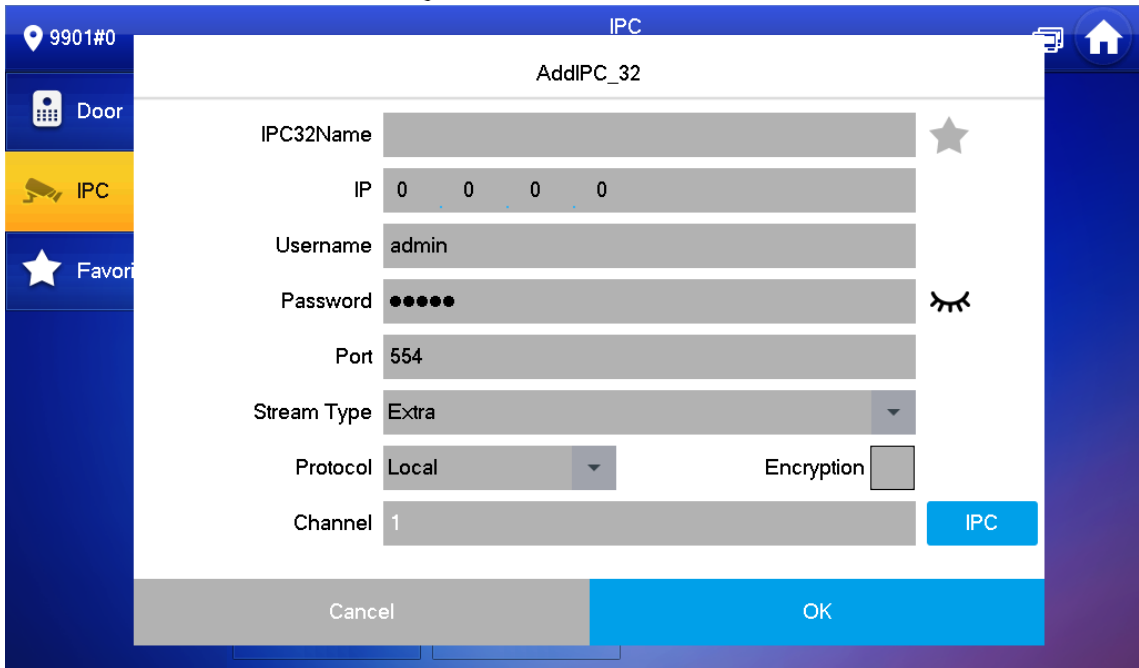 IPC
9901#0
AddIPC_32
Door
IPC32Name
IPC
IP 0 . 0 . 0 . 0
Username admin
Favori
Password ●●●●●
Port 554
Stream Type Extra
Protocol Local Encryption
Channel 1 IPC
Cancel OK